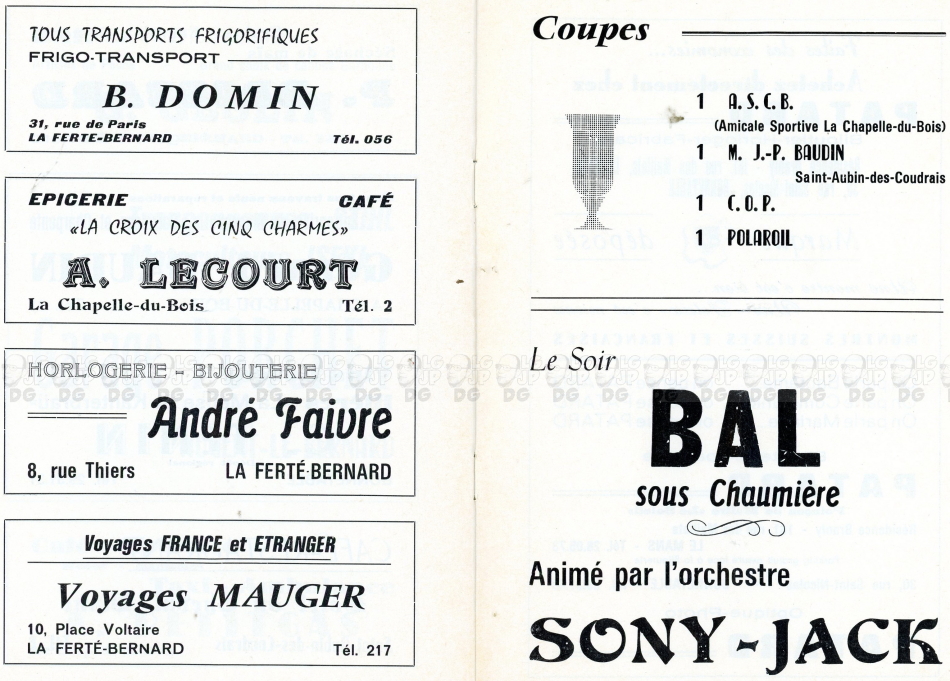 TOUS TRANSPORTS FRIGORIFIQUES
FRIGO-TRANSPORT
B. DOMIN
31, rue de Paris
LA FERTE-BERNARD Tél. 056
EPICERIE CAFÉ
«LA CROIX DES CINQ CHARMES»
A. LECOURT
La Chapelle-du-Bois Tél. 2
HORLOGERIE - BIJOUTERIE
André Faivre
8, rue Thiers LA FERTÉ-BERNARD
Voyages FRANCE et ETRANGER
Voyages MAUGER
10, Place Voltaire
LA FERTÉ-BERNARD Tél. 217
Coupes
1 A.S.C.B.
(Amicale Sportive La Chapelle-du-Bois)
1 M. J.-P. BAUDIN
Saint-Aubin-des-Coudrais
1 C.O.P.
1 POLAROIL
Le Soir
BAL
sous Chaumière
Animé par l'orchestre
SONY-JACK